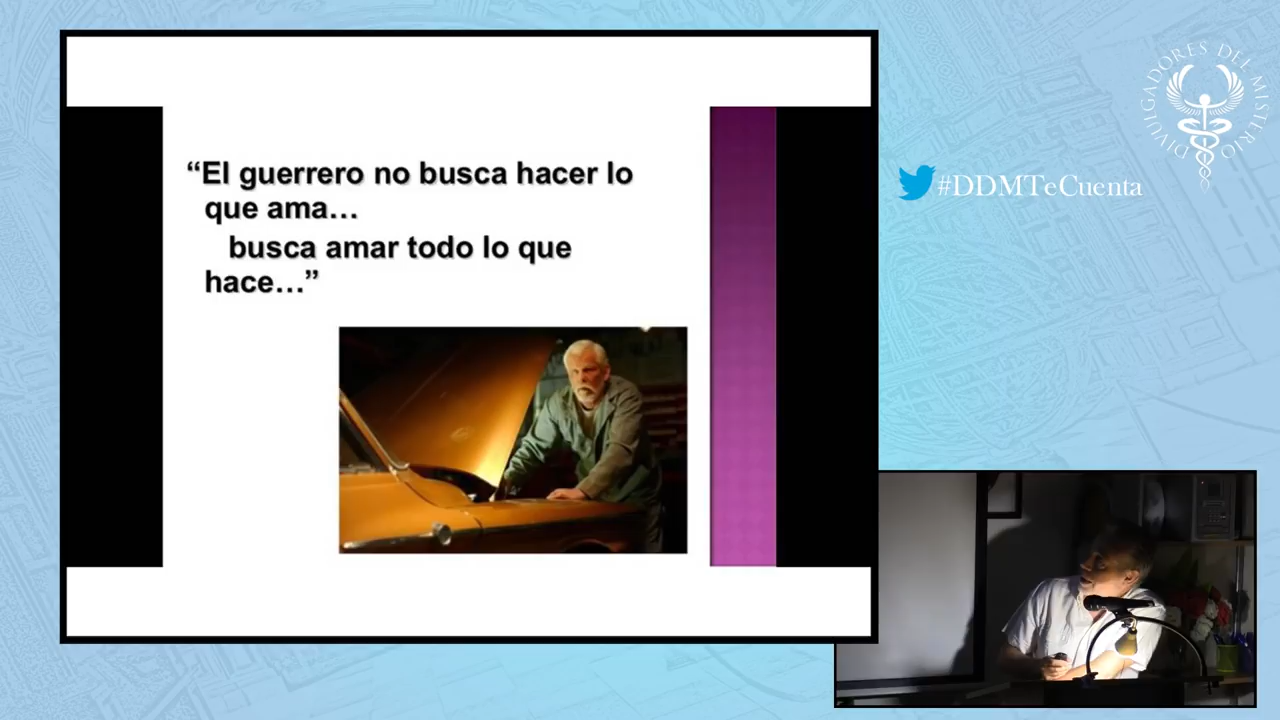 “El guerrero no busca hacer lo
que ama…
busca amar todo lo que
hace…”
#DDMTeCuenta
DIVULGADORES DEL MISTERIO